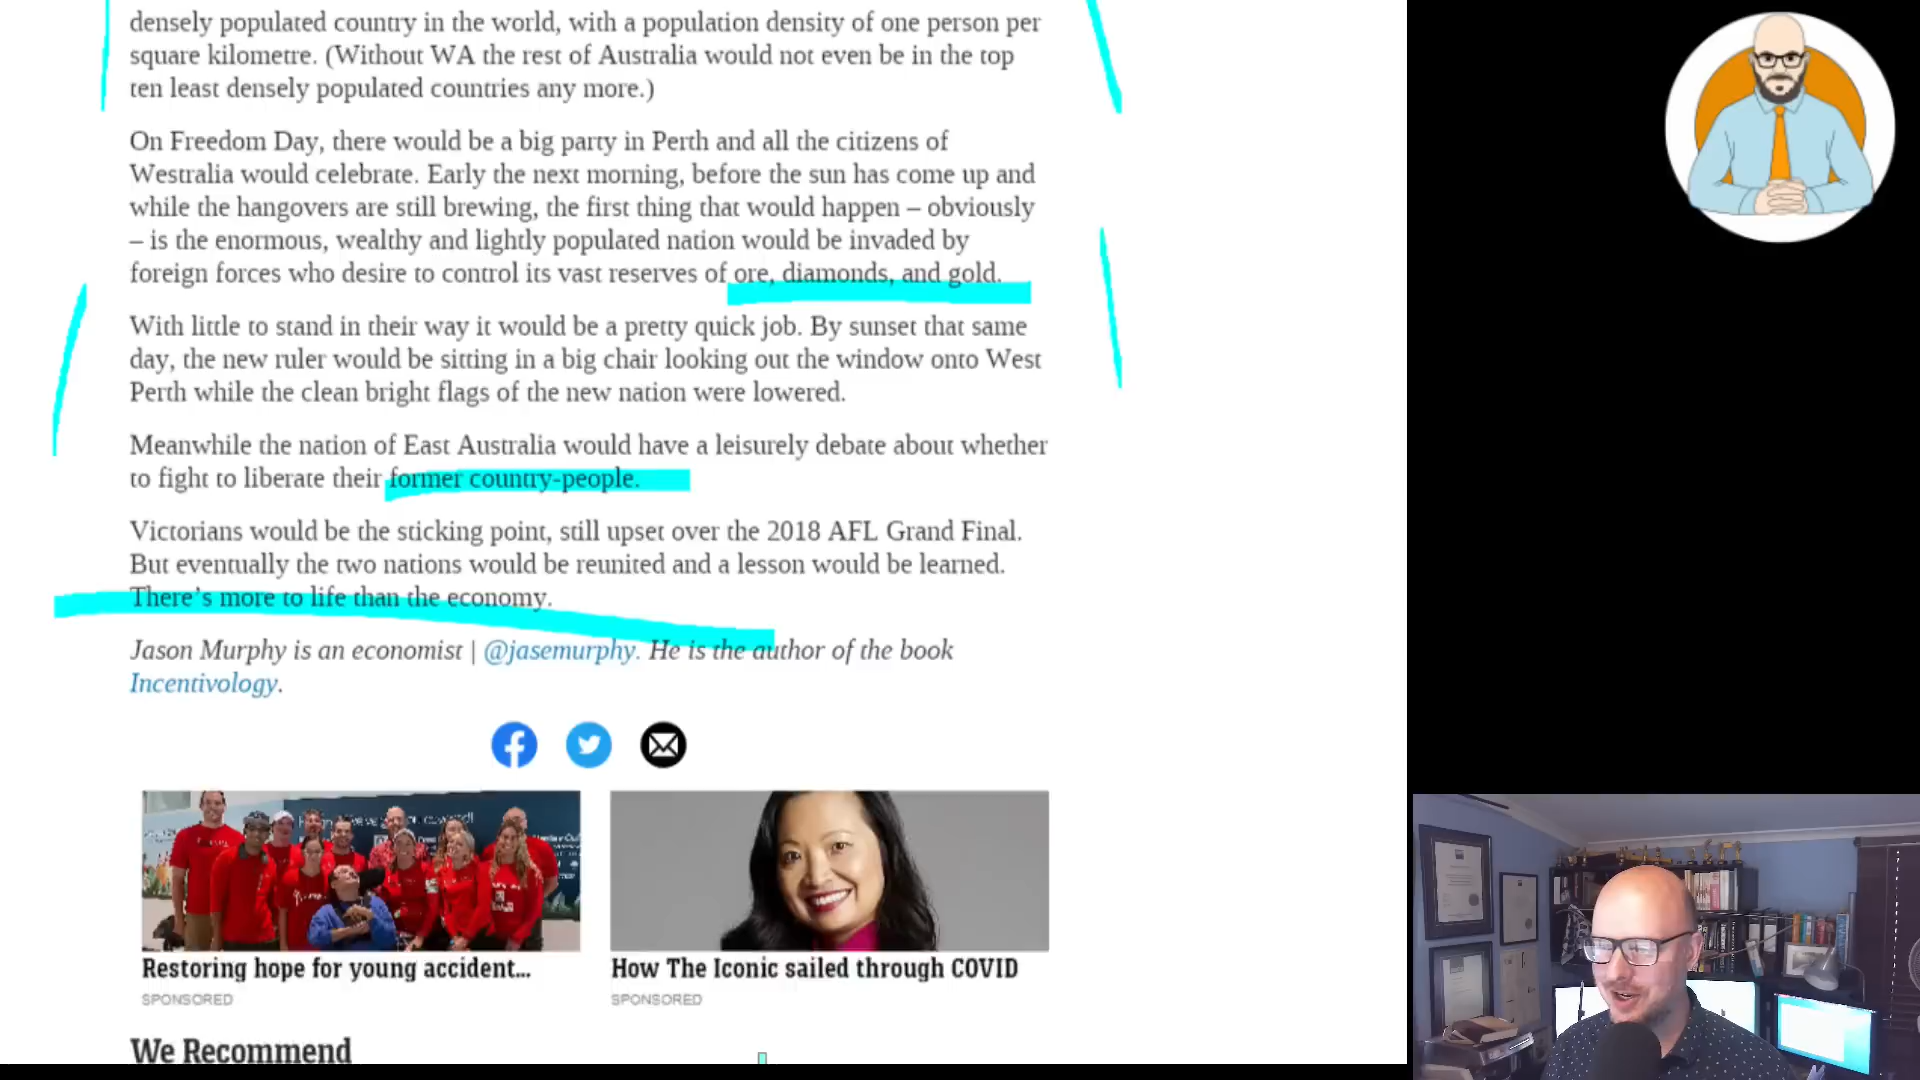 densely populated country in the world, with a population density of one person per
square kilometre. (Without WA the rest of Australia would not even be in the top
ten least densely populated countries any more.)
On Freedom Day, there would be a big party in Perth and all the citizens of
Westralia would celebrate. Early the next morning, before the sun has come up and
while the hangovers are still brewing, the first thing that would happen – obviously
– is the enormous, wealthy and lightly populated nation would be invaded by
foreign forces who desire to control its vast reserves of ore, diamonds, and gold.
With little to stand in their way it would be a pretty quick job. By sunset that same
day, the new ruler would be sitting in a big chair looking out the window onto West
Perth while the clean bright flags of the new nation were lowered.
Meanwhile the nation of East Australia would have a leisurely debate about whether
to fight to liberate their former country-people.
Victorians would be the sticking point, still upset over the 2018 AFL Grand Final.
But eventually the two nations would be reunited and a lesson would be learned.
There's more to life than the economy.
Jason Murphy is an economist | @jasemurphy. He is the author of the book
Incentivology.
Restoring hope for young accident...
SPONSORED
How The Iconic sailed through COVID
SPONSORED
We Recommend